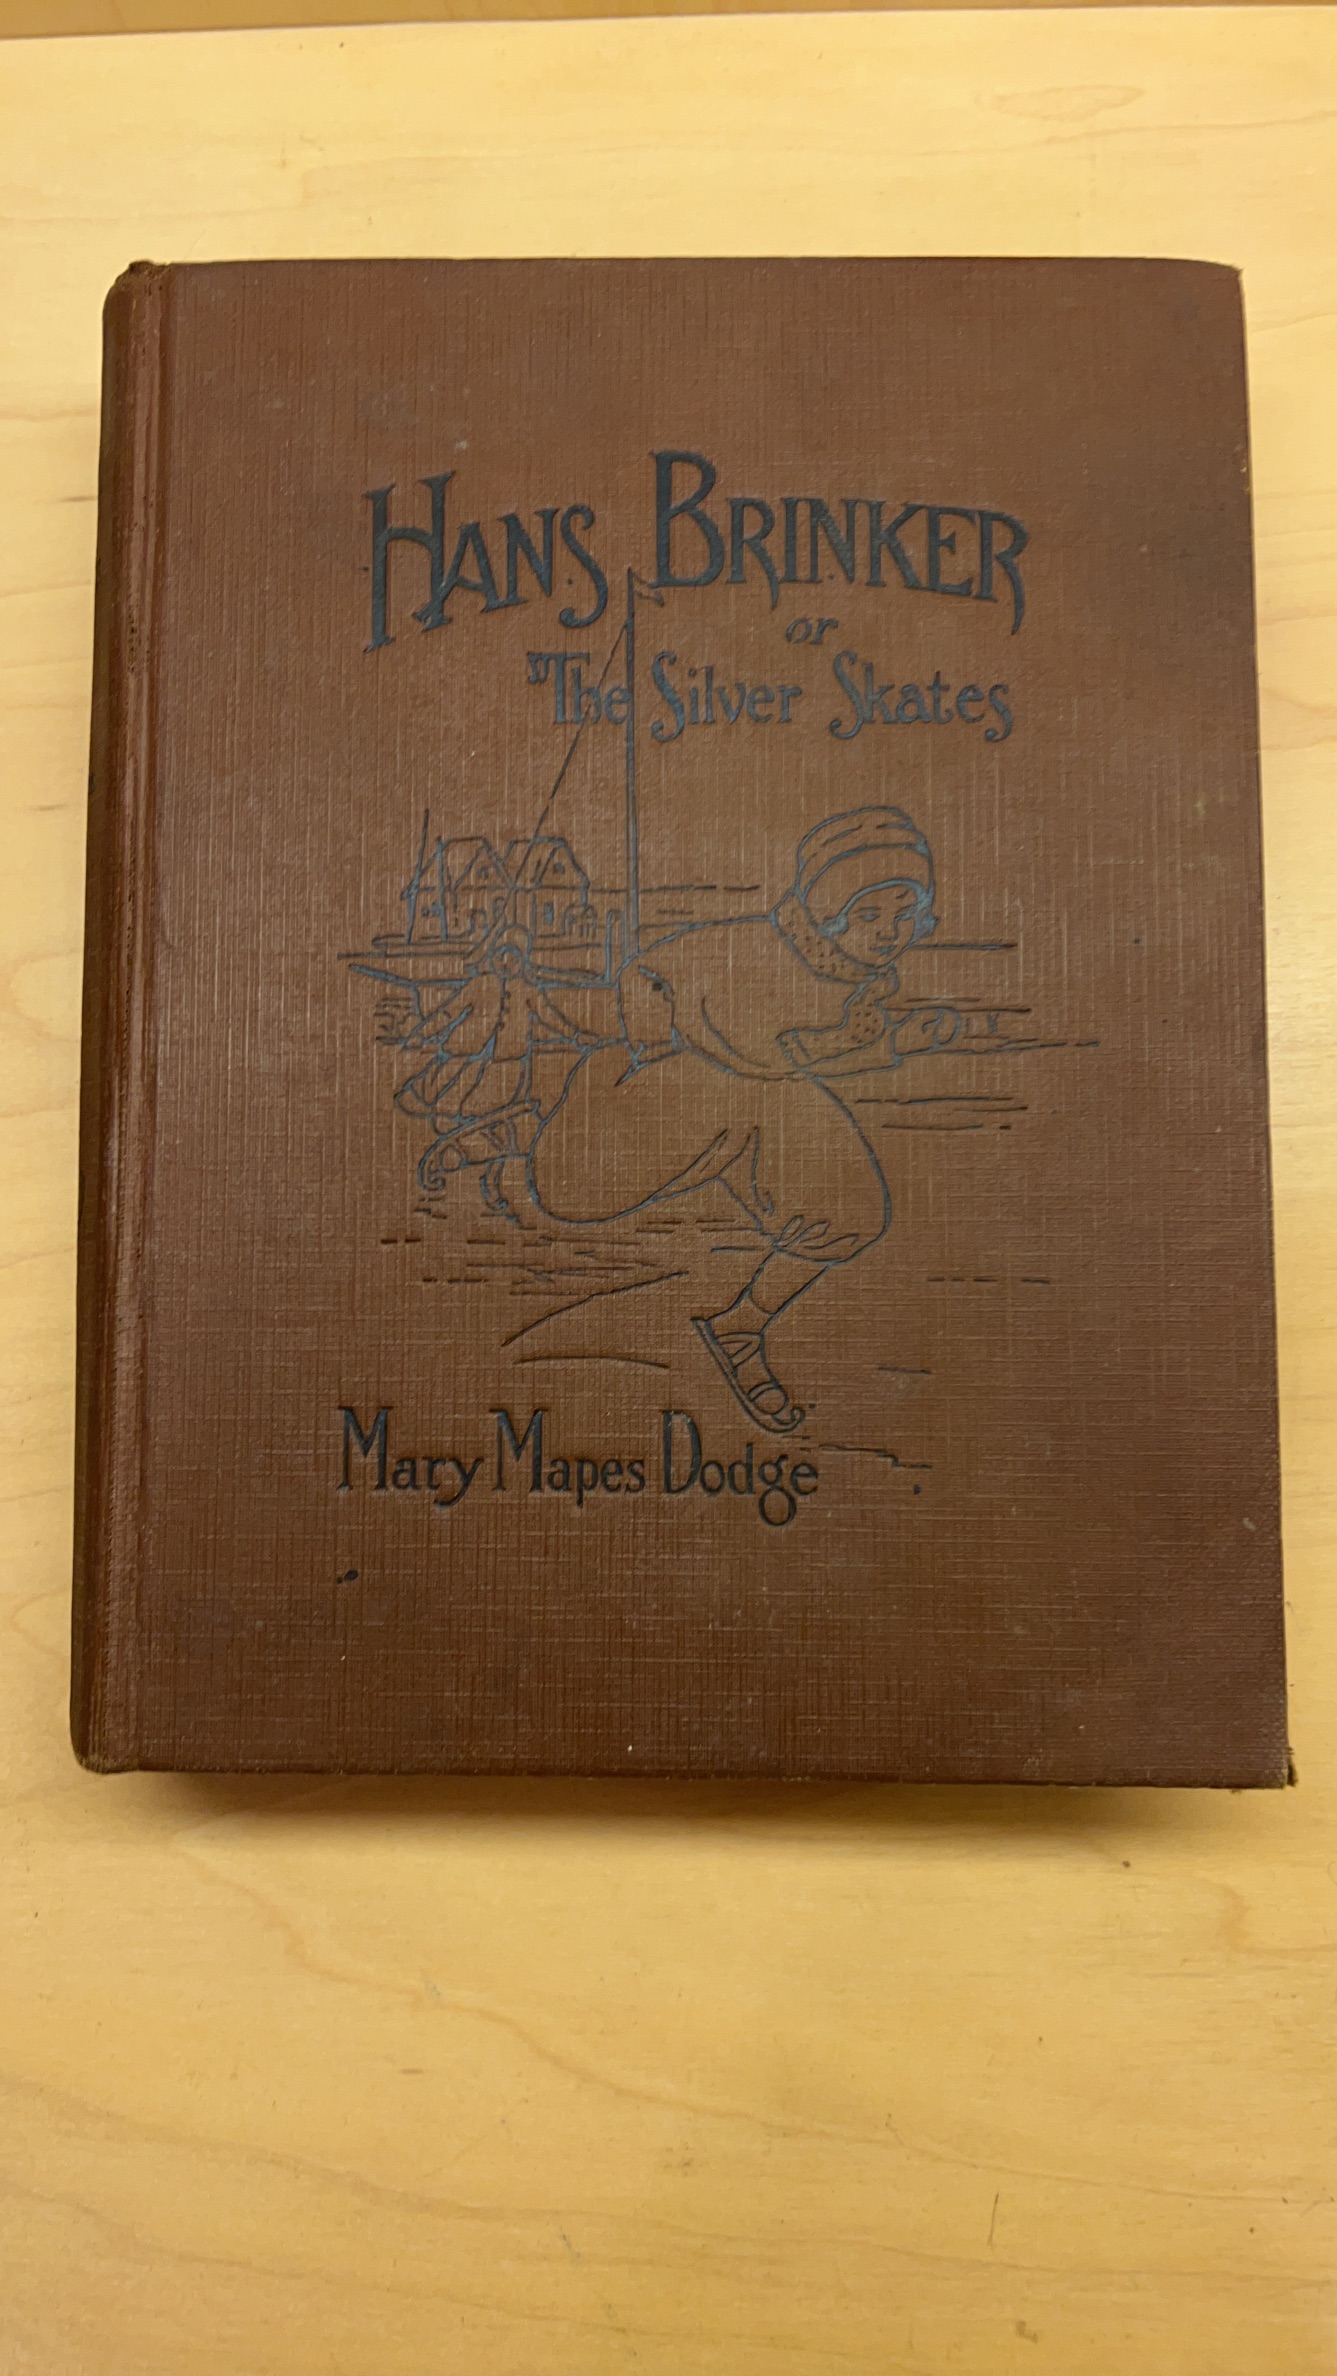 HANS BRINKER
or
The Silver Skates
Mary Mapes Dodge